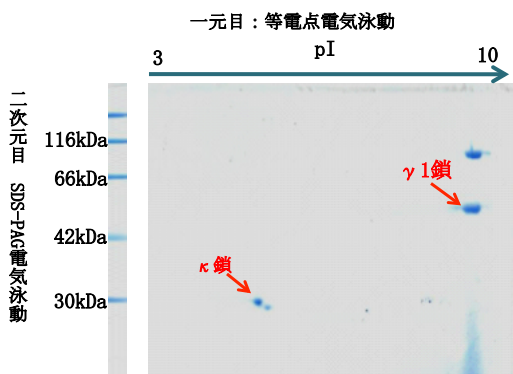 一元目：等電点電気泳動
pI
3
10
二次元目 SDS-PAG電気泳動
116kDa
66kDa
42kDa
30kDa
γ1鎖
κ鎖